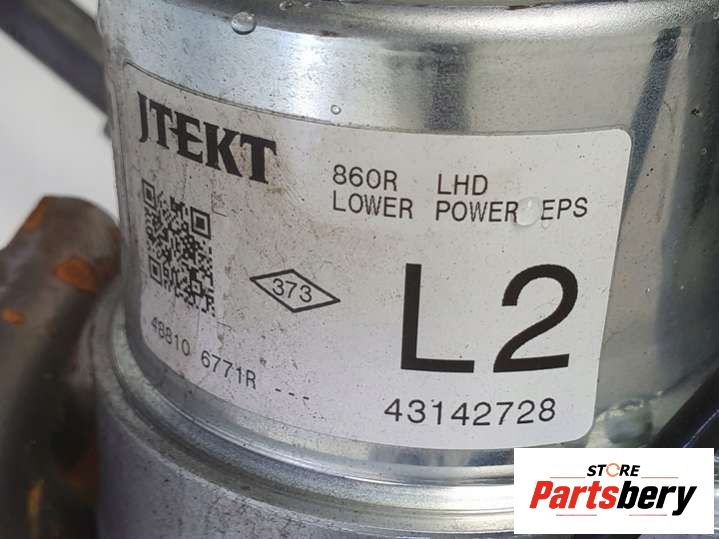 JTEKT
860R LHD
LOWER POWER EPS
373
L2
48810 6771R ---
43142728
STORE
Partsbery